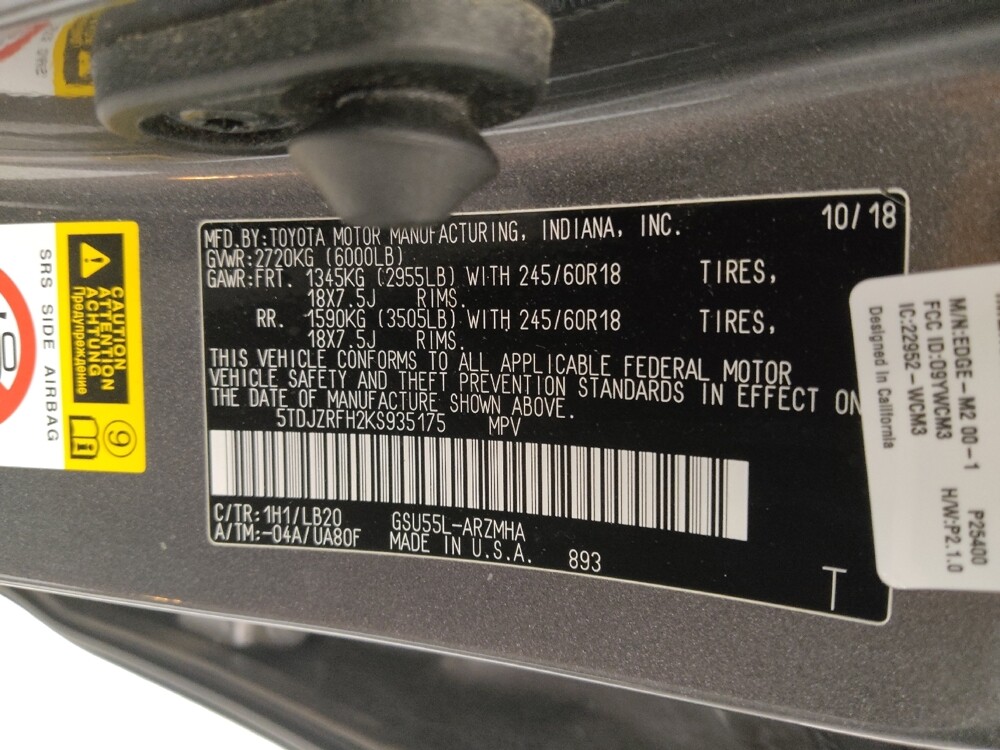 MFD.BY:TOYOTA MOTOR MANUFACTURING, INDIANA, INC. 10/18
GVWR:2720KG (6000LB)
GAWR:FRT. 1345KG (2955LB) WITH 245/60R18 TIRES,
18X7.5J RIMS.
RR. 1590KG (3505LB) WITH 245/60R18 TIRES,
18X7.5J RIMS.
THIS VEHICLE CONFORMS TO ALL APPLICABLE FEDERAL MOTOR
VEHICLE SAFETY AND THEFT PREVENTION STANDARDS IN EFFECT ON
THE DATE OF MANUFACTURE SHOWN ABOVE.
5TDJZRFH2KS935175 MPV
C/TR:1H1/LB20 GSU55L-ARZMHA
A/TM:-04A/UA80F MADE IN U.S.A. 893
T
CAUTION
ATTENTION
ACHTUNG
Предупреждение
9
SRS SIDE AIRBAG
P25400
M/N:EDGE-M2 00-1
FCC ID:O9YWCM3 H/W:P2.1.0
IC:22952-WCM3
Designed in California